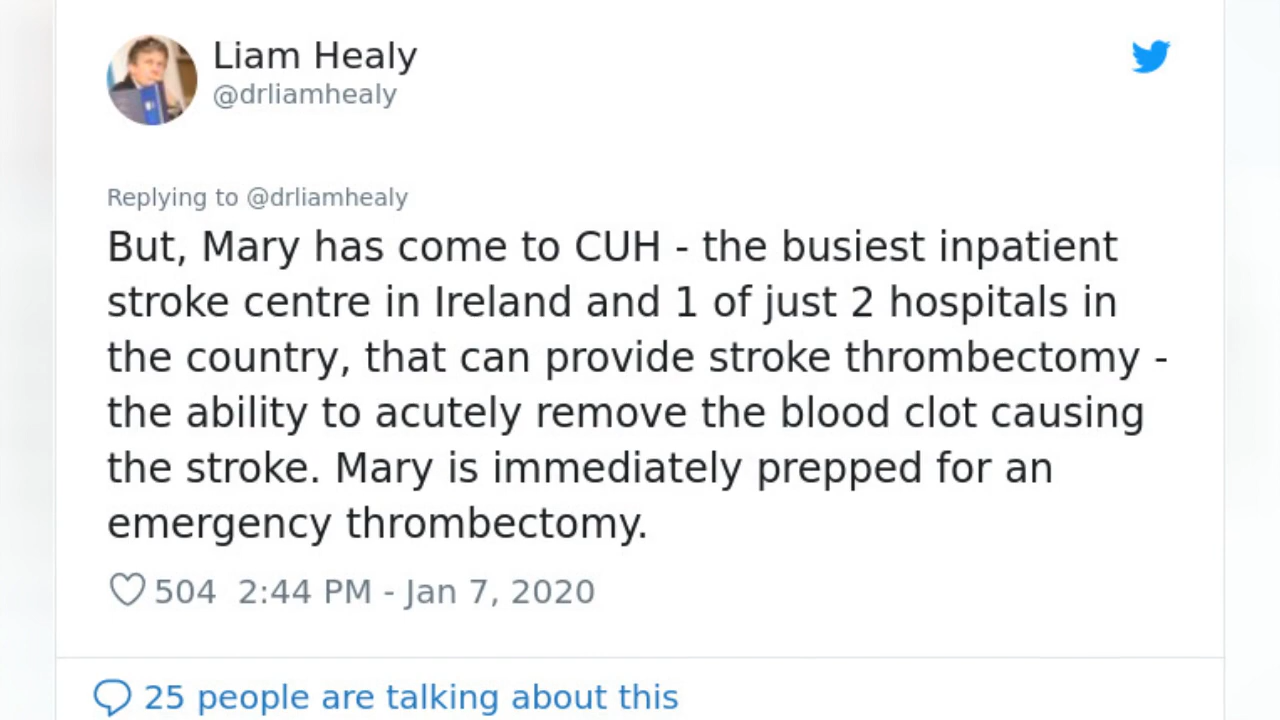 Liam Healy
@drliamhealy
Replying to @drliamhealy
But, Mary has come to CUH - the busiest inpatient
stroke centre in Ireland and 1 of just 2 hospitals in
the country, that can provide stroke thrombectomy -
the ability to acutely remove the blood clot causing
the stroke. Mary is immediately prepped for an
emergency thrombectomy.
504 2:44 PM - Jan 7, 2020
25 people are talking about this